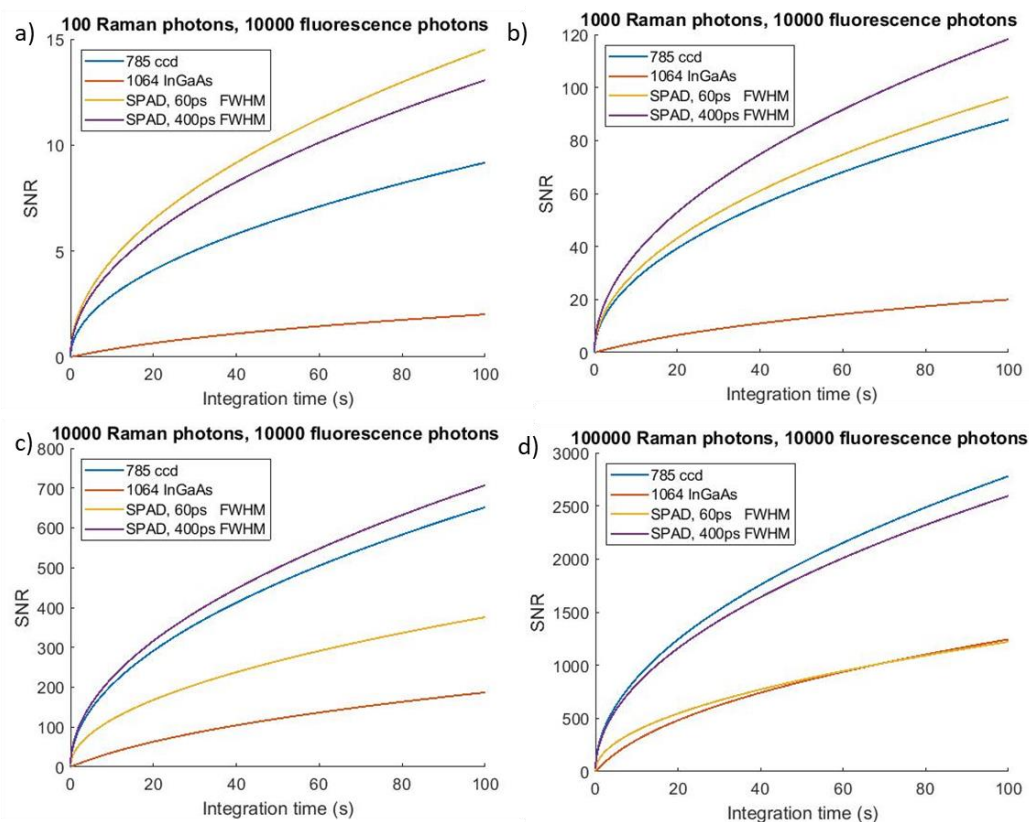 a)
100 Raman photons, 10000 fluorescence photons
15
10
5
0
SNR
785 ccd
1064 InGaAs
SPAD, 60ps FWHM
SPAD, 400ps FWHM
0 20 40 60 80 100
Integration time (s)
b)
1000 Raman photons, 10000 fluorescence photons
120
100
80
60
40
20
0
SNR
785 ccd
1064 InGaAs
SPAD, 60ps FWHM
SPAD, 400ps FWHM
0 20 40 60 80 100
Integration time (s)
c)
10000 Raman photons, 10000 fluorescence photons
800
700
600
500
400
300
200
100
0
SNR
785 ccd
1064 InGaAs
SPAD, 60ps FWHM
SPAD, 400ps FWHM
0 20 40 60 80 100
Integration time (s)
d)
100000 Raman photons, 10000 fluorescence photons
3000
2500
2000
1500
1000
500
0
SNR
785 ccd
1064 InGaAs
SPAD, 60ps FWHM
SPAD, 400ps FWHM
0 20 40 60 80 100
Integration time (s)